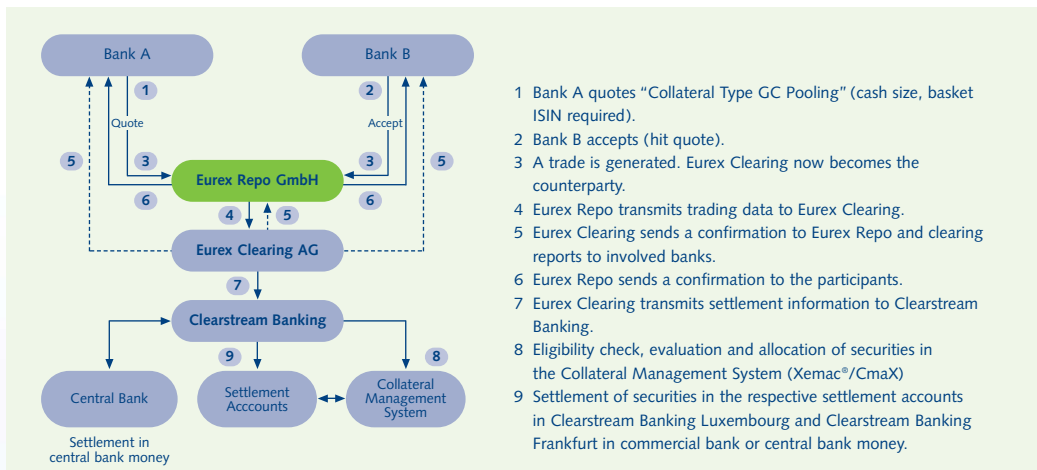 Bank A
Bank B
1
2
Quote
Accept
5
3
3
5
Eurex Repo GmbH
6
6
4
5
Eurex Clearing AG
7
Clearstream Banking
9
8
Central Bank
Settlement
Acccounts
Collateral
Management
System
Settlement in
central bank money
1 Bank A quotes “Collateral Type GC Pooling” (cash size, basket
ISIN required).
2 Bank B accepts (hit quote).
3 A trade is generated. Eurex Clearing now becomes the
counterparty.
4 Eurex Repo transmits trading data to Eurex Clearing.
5 Eurex Clearing sends a confirmation to Eurex Repo and clearing
reports to involved banks.
6 Eurex Repo sends a confirmation to the participants.
7 Eurex Clearing transmits settlement information to Clearstream
Banking.
8 Eligibility check, evaluation and allocation of securities in
the Collateral Management System (Xemac®/CmaX)
9 Settlement of securities in the respective settlement accounts
in Clearstream Banking Luxembourg and Clearstream Banking
Frankfurt in commercial bank or central bank money.